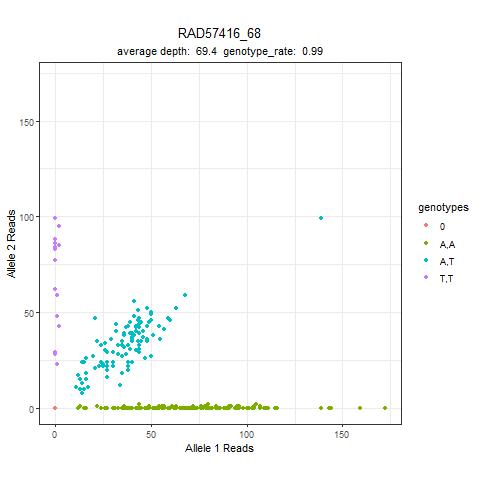 RAD57416_68
average depth:  69.4  genotype_rate:  0.99
150
100
50
0
Allele 2 Reads
0
50
100
150
Allele 1 Reads
genotypes
0
A,A
A,T
T,T